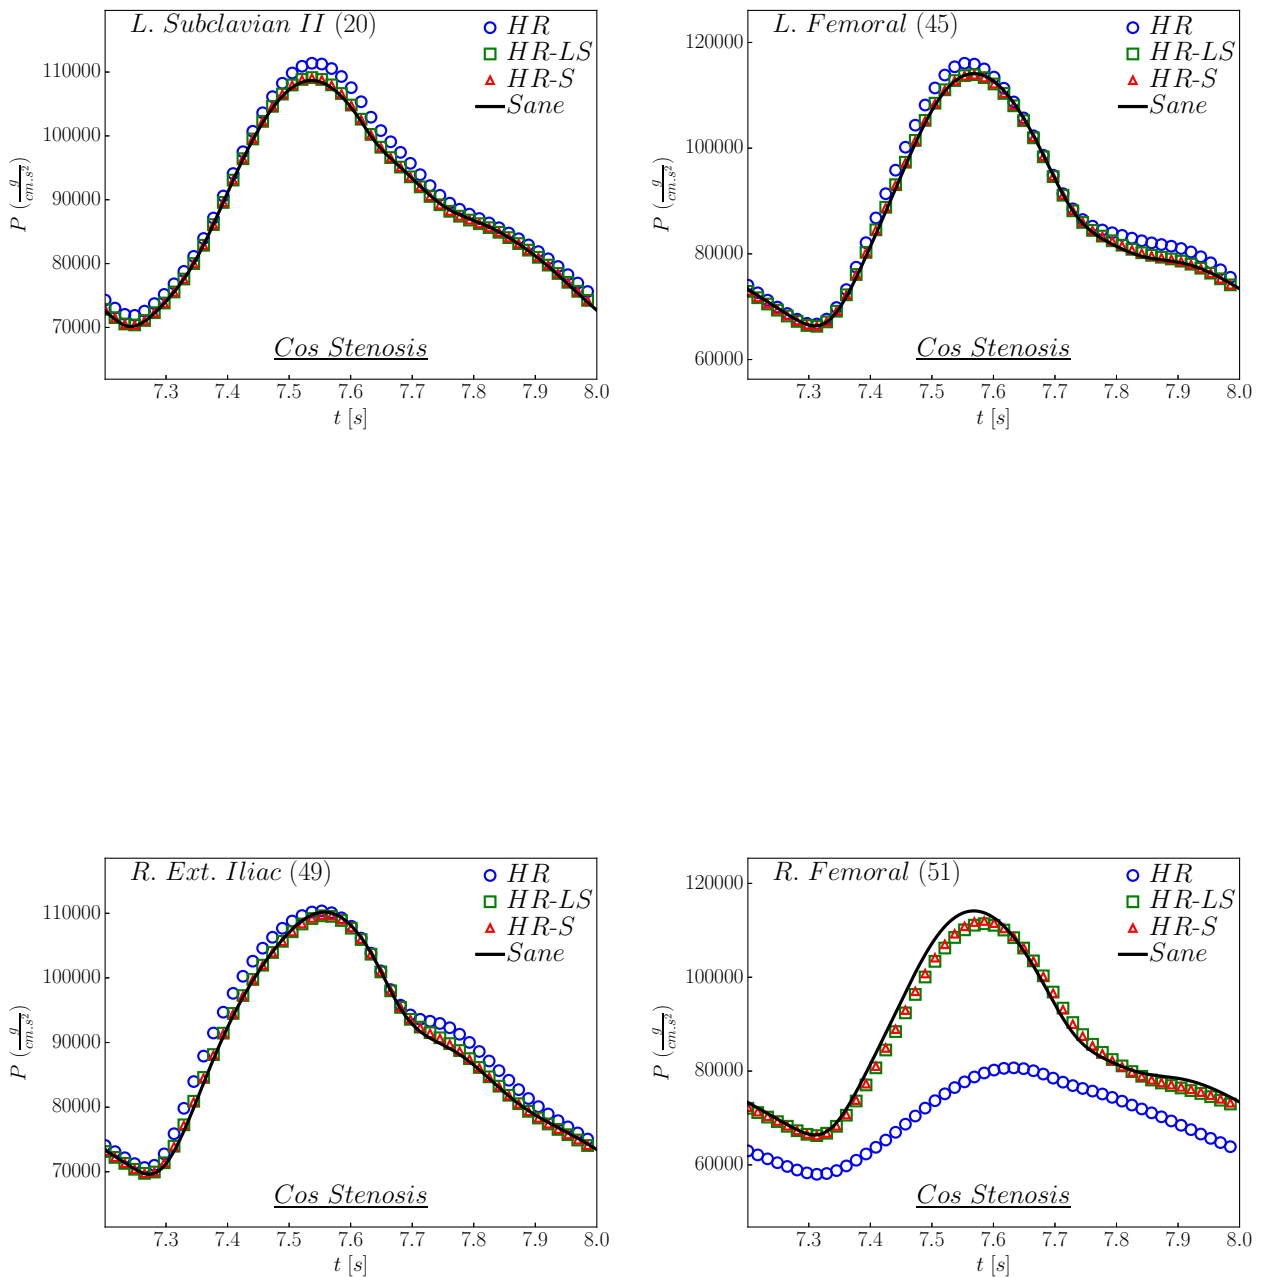 L. Subclavian II (20)
HR
HR-LS
HR-S
Sane
110000
100000
90000
80000
70000
P (g/cm.s²)
Cos Stenosis
7.3 7.4 7.5 7.6 7.7 7.8 7.9 8.0
t [s]
L. Femoral (45)
HR
HR-LS
HR-S
Sane
120000
100000
80000
60000
P (g/cm.s²)
Cos Stenosis
7.3 7.4 7.5 7.6 7.7 7.8 7.9 8.0
t [s]
R. Ext. Iliac (49)
HR
HR-LS
HR-S
Sane
110000
100000
90000
80000
70000
P (g/cm.s²)
Cos Stenosis
7.3 7.4 7.5 7.6 7.7 7.8 7.9 8.0
t [s]
R. Femoral (51)
HR
HR-LS
HR-S
Sane
120000
100000
80000
60000
P (g/cm.s²)
Cos Stenosis
7.3 7.4 7.5 7.6 7.7 7.8 7.9 8.0
t [s]